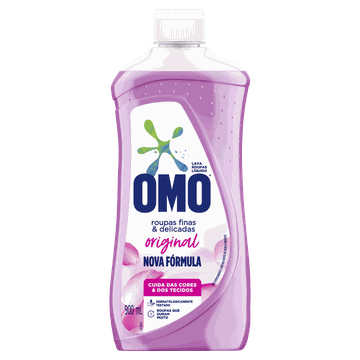 LAVA
ROUPAS
LÍQUIDO
OMO
roupas finas
& delicadas
original
NOVA FÓRMULA
CUIDA DAS CORES
& DOS TECIDOS
DERMATOLOGICAMENTE
TESTADO
ROUPAS QUE
DURAM
MUITO
900 mL